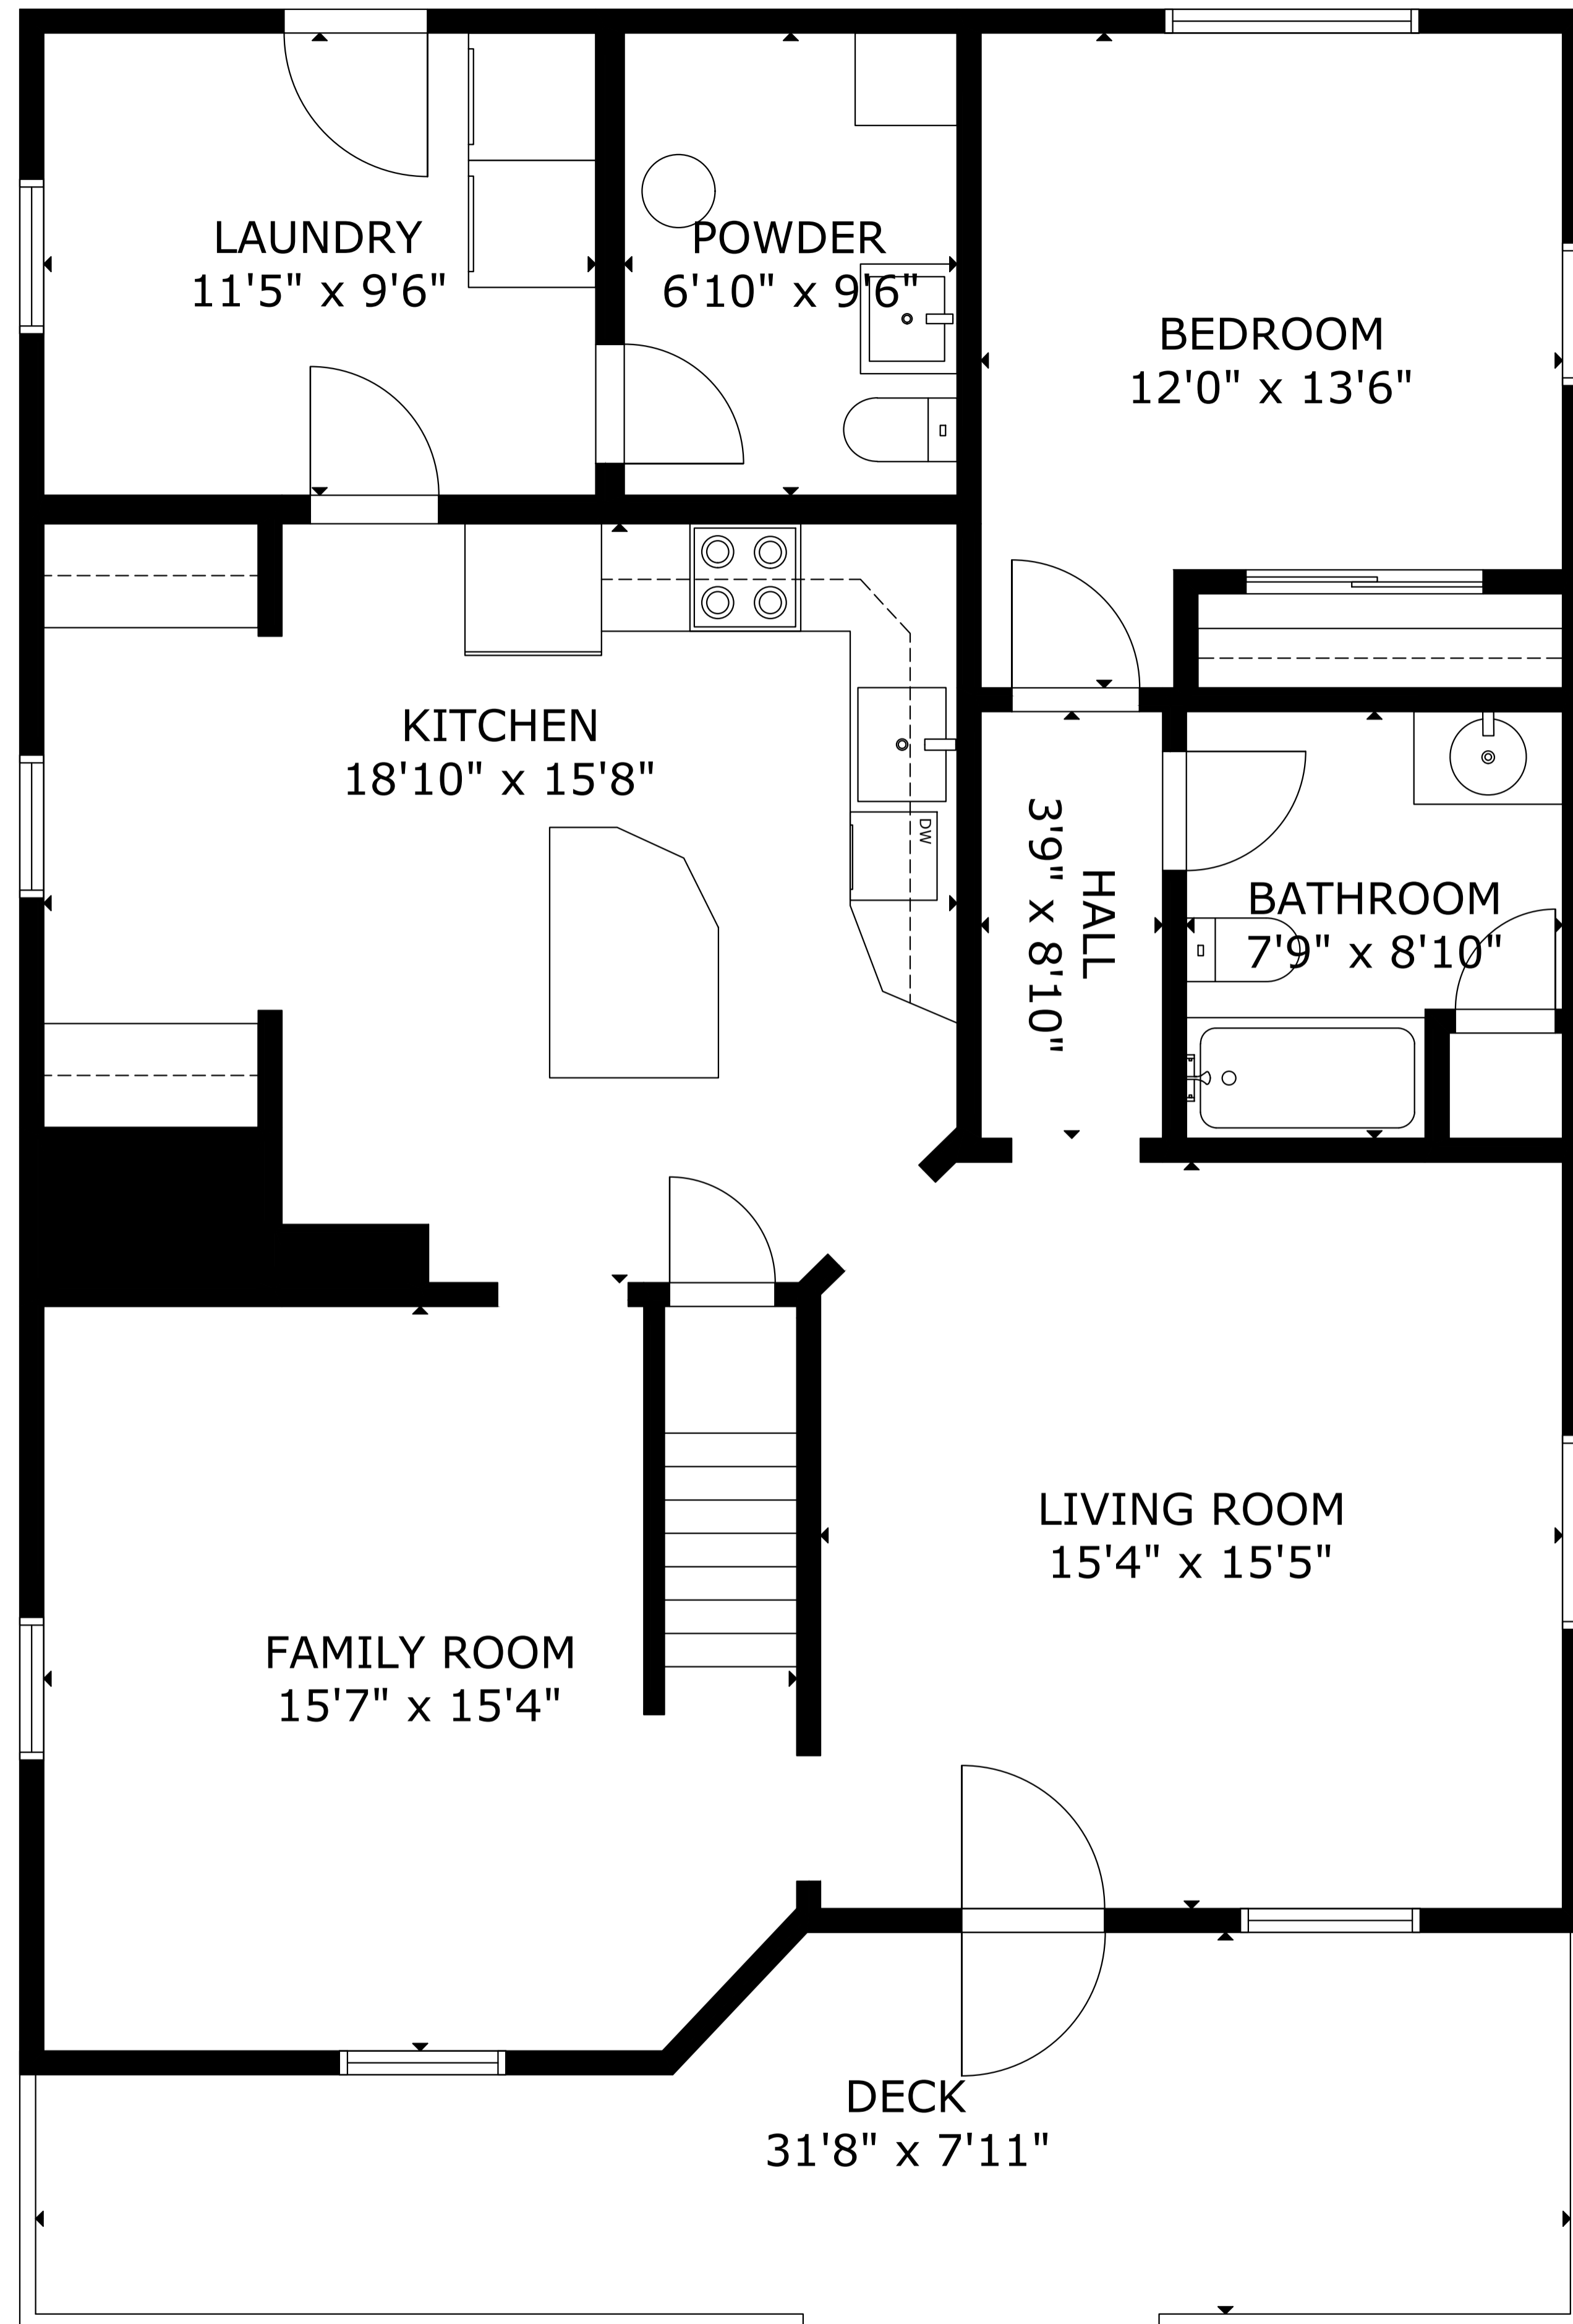 LAUNDRY
11'5" x 9'6"
POWDER
6'10" x 9'6"
BEDROOM
12'0" x 13'6"
KITCHEN
18'10" x 15'8"
DW
HALL
3'9" x 8'10"
BATHROOM
7'9" x 8'10"
LIVING ROOM
15'4" x 15'5"
FAMILY ROOM
15'7" x 15'4"
DECK
31'8" x 7'11"